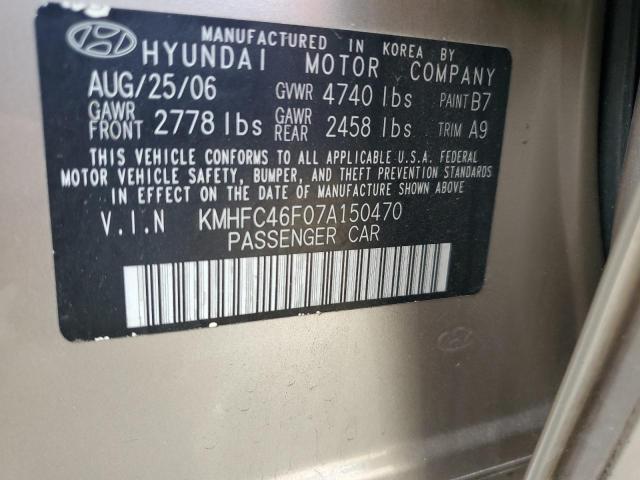 MANUFACTURED IN KOREA BY
HYUNDAI MOTOR COMPANY
AUG/25/06 GVWR 4740 lbs PAINT B7
GAWR FRONT 2778 lbs GAWR REAR 2458 lbs TRIM A9
THIS VEHICLE CONFORMS TO ALL APPLICABLE U.S.A. FEDERAL
MOTOR VEHICLE SAFETY, BUMPER, AND THEFT PREVENTION STANDARDS
IN EFFECT ON THE DATE OF MANUFACTURE SHOWN ABOVE.
V.I.N KMHFC46F07A150470
PASSENGER CAR